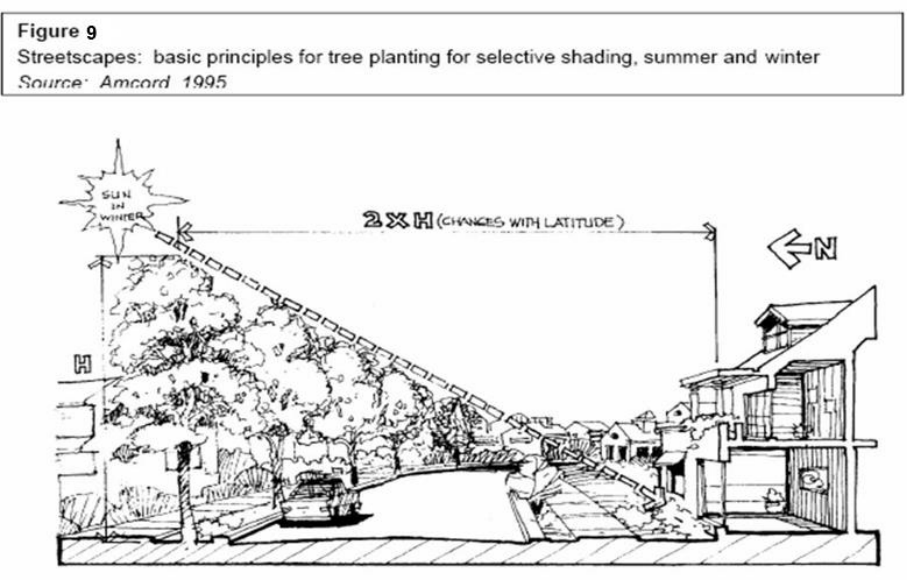 Figure 9
Streetscapes: basic principles for tree planting for selective shading, summer and winter
Source: Amcord 1995
SUN
IN
WINTER
2 X H (CHANGES WITH LATITUDE)
N
H